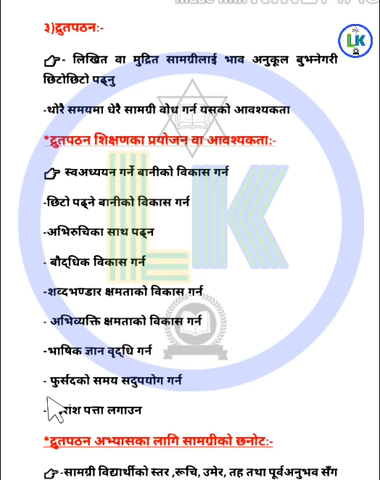 ३)द्रुतपठन:-
LK
- लिखित वा मुद्रित सामग्रीलाई भाव अनुकूल बुझ्नेगरी
छिटोछिटो पढ्नु
-थोरै समयमा धेरै सामग्री वोध गर्न यसको आवश्यकता
*द्रुतपठन शिक्षणका प्रयोजन वा आवश्यकता:-
स्वअध्ययन गर्ने बानीको विकास गर्न
-छिटो पढ्ने बानीको विकास गर्न
-अभिरुचिका साथ पढ्न
- बौद्धिक विकास गर्न
-शव्दभण्डार क्षमताको विकास गर्न
- अभिव्यक्ति क्षमताको विकास गर्न
-भाषिक ज्ञान वृद्धि गर्न
- फुर्सदको समय सदुपयोग गर्न
- पत्ता लगाउन
*द्रुतपठन अभ्यासका लागि सामग्रीको छनोट:-
-सामग्री विद्यार्थीको स्तर ,रूचि, उमेर, तह तथा पूर्वअनुभव सँग